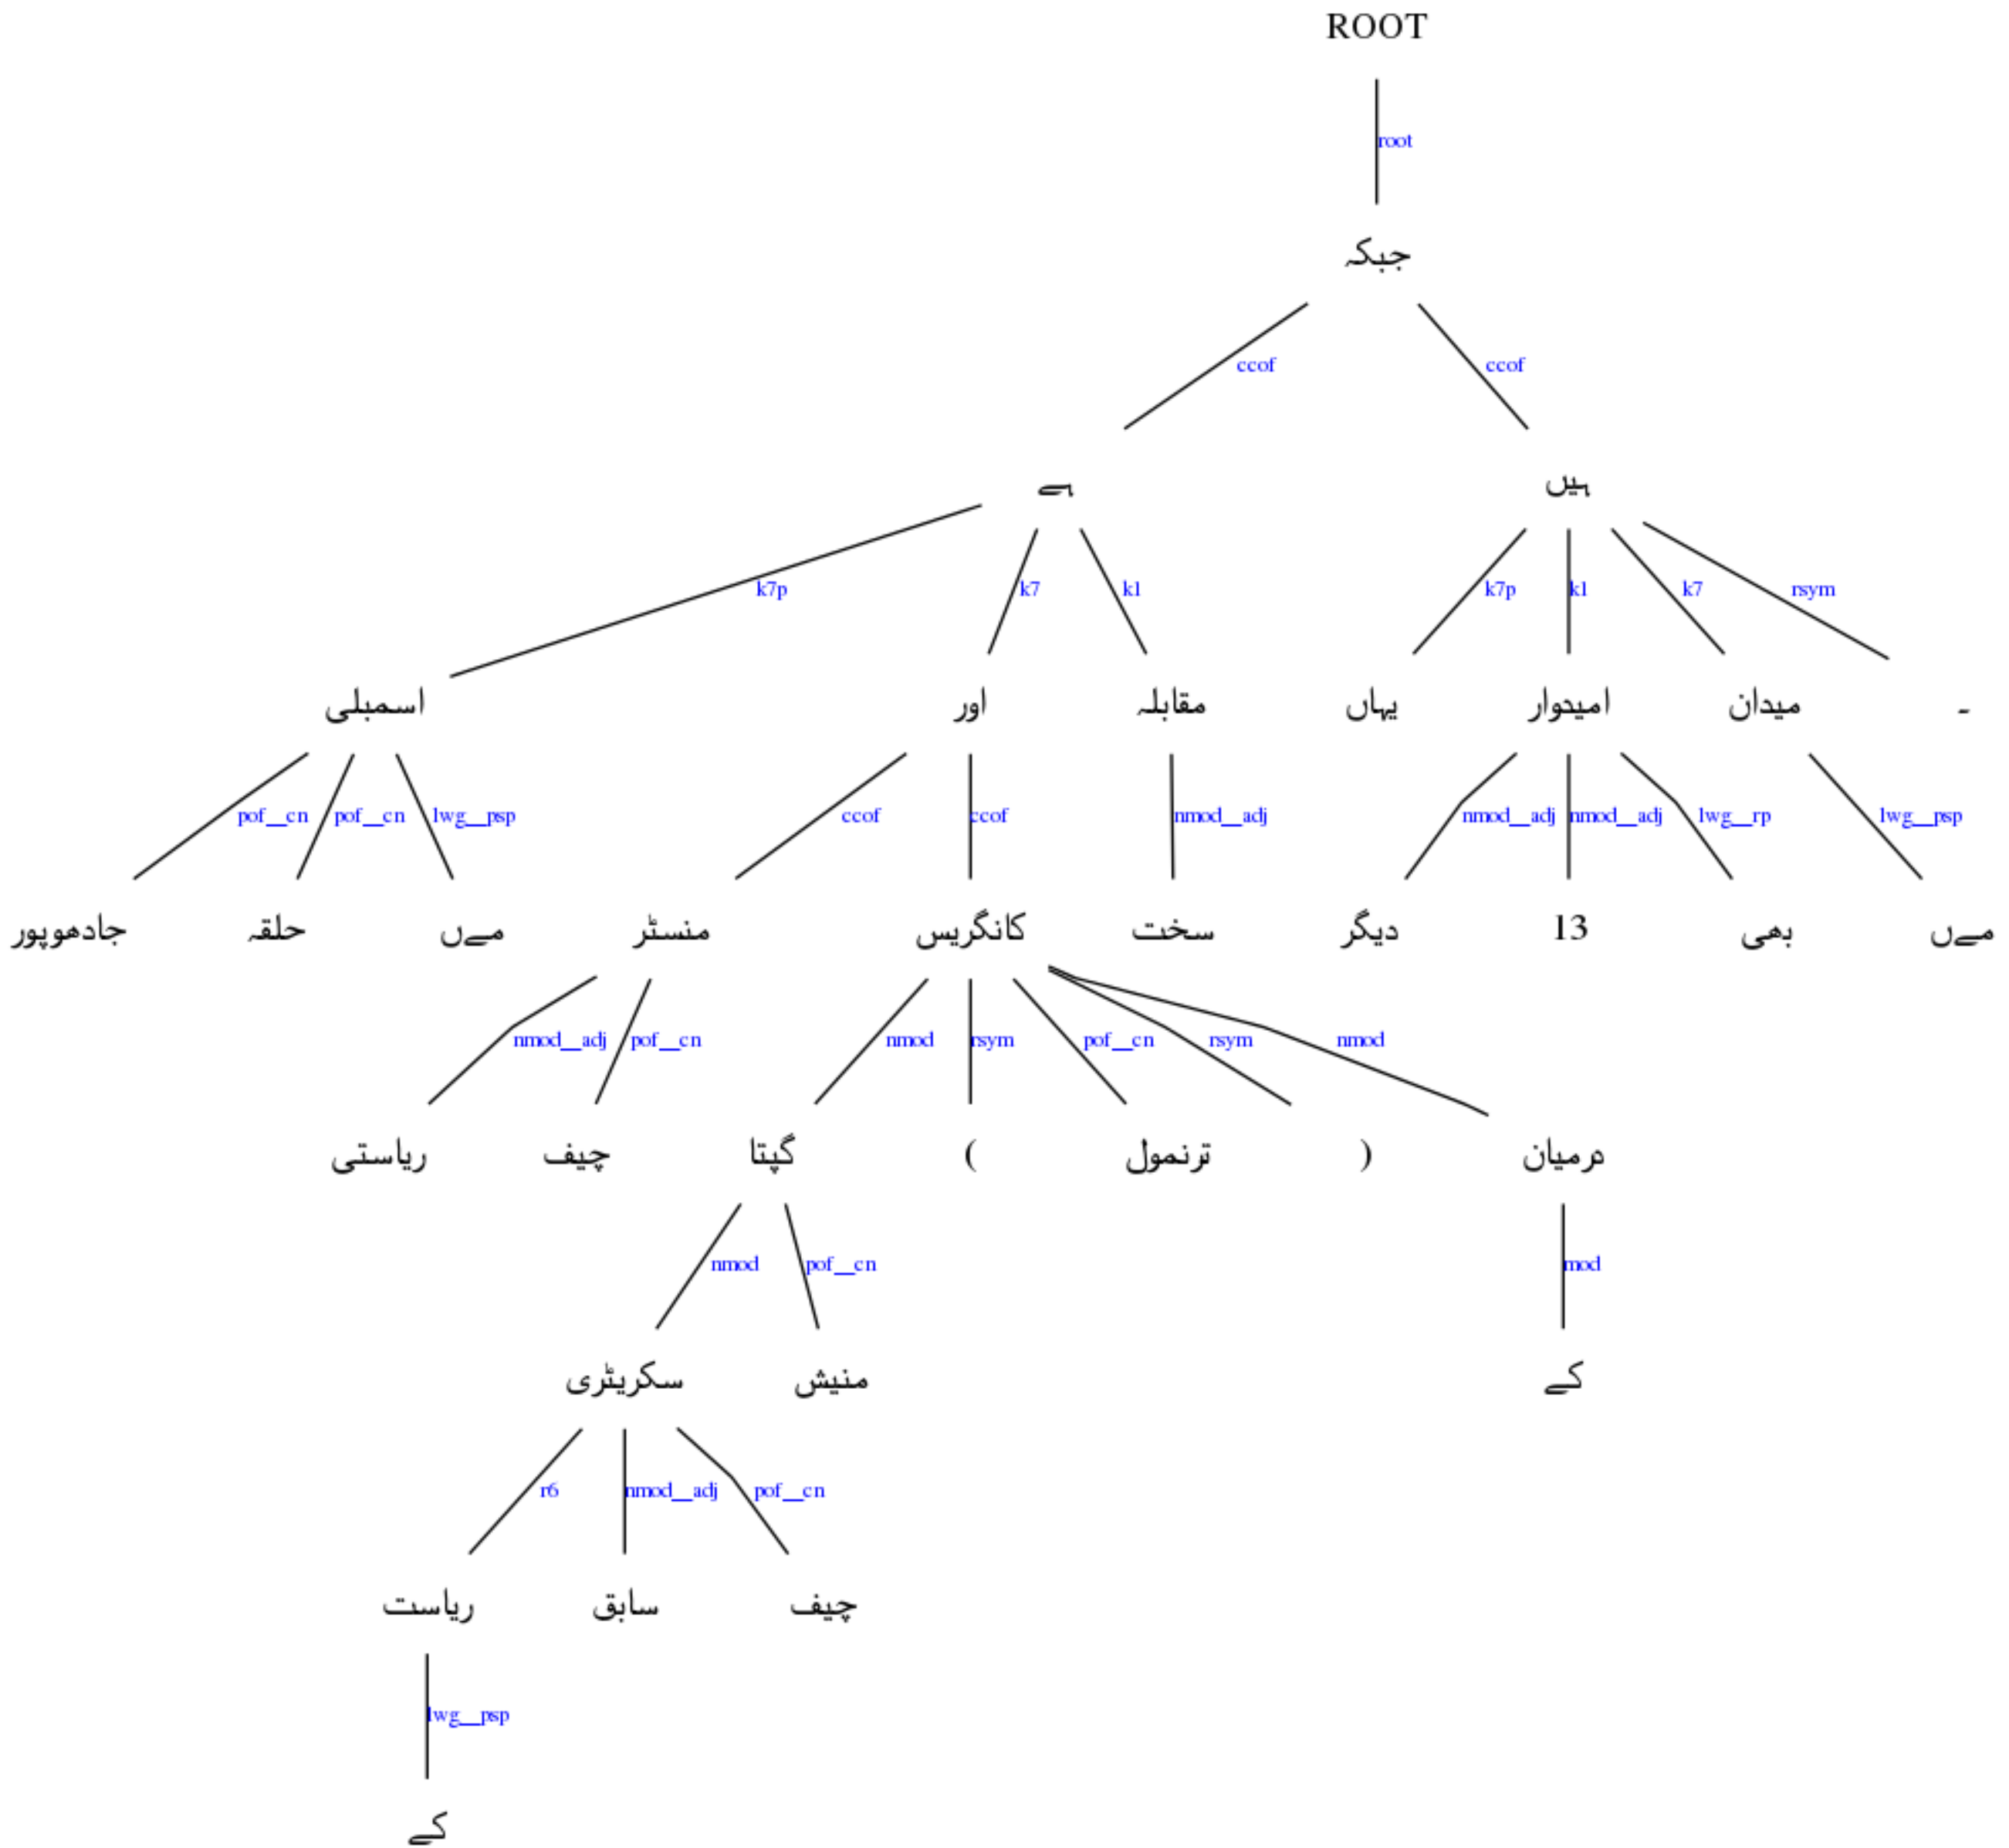 ROOT
root
جبکہ
ccof ccof
ہے ہیں
k7p k7 k1 k7p k1 k7 rsym
اسمبلی اور مقابلہ یہاں امیدوار میدان ۔
pof__cn pof__cn lwg__psp ccof ccof nmod__adj nmod__adj nmod__adj lwg__rp lwg__psp
جادھوپور حلقہ مےں منسٹر کانگریس سخت دیگر 13 بھی مےں
nmod__adj pof__cn nmod rsym pof__cn rsym nmod
ریاستی چیف گپتا ( ترنمول ) درمیان
nmod pof__cn mod
سکریٹری منیش کے
r6 nmod__adj pof__cn
ریاست سابق چیف
lwg__psp
کے